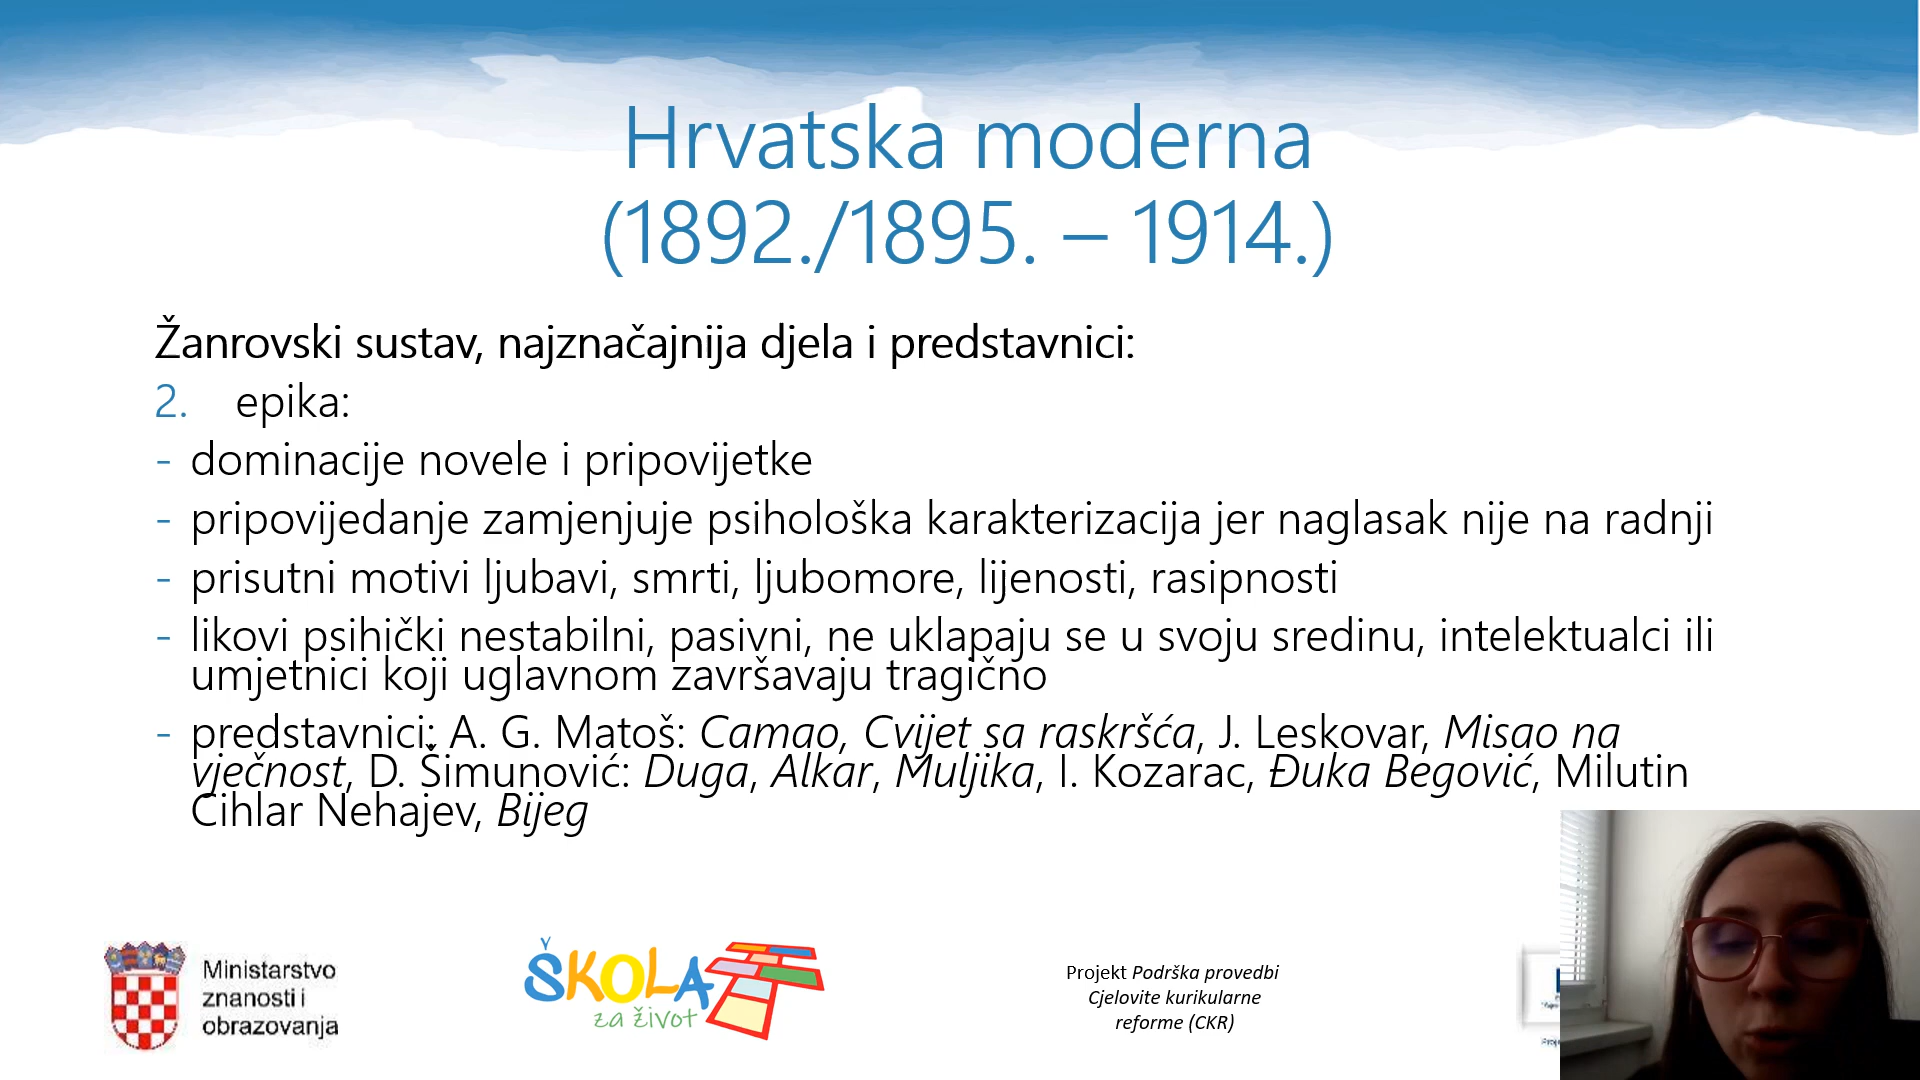 Hrvatska moderna
(1892./1895. – 1914.)
Žanrovski sustav, najznačajnija djela i predstavnici:
2. epika:
- dominacije novele i pripovijetke
- pripovijedanje zamjenjuje psihološka karakterizacija jer naglasak nije na radnji
- prisutni motivi ljubavi, smrti, ljubomore, lijenosti, rasipnosti
- likovi psihički nestabilni, pasivni, ne uklapaju se u svoju sredinu, intelektualci ili
umjetnici koji uglavnom završavaju tragično
- predstavnici: A. G. Matoš: Camao, Cvijet sa raskršća, J. Leskovar, Misao na
vječnost, D. Šimunović: Duga, Alkar, Muljika, I. Kozarac, Đuka Begović, Milutin
Cihlar Nehajev, Bijeg
Ministarstvo
znanosti i
obrazovanja
ŠKOLA
za život
Projekt Podrška provedbi
Cjelovite kurikularne
reforme (CKR)